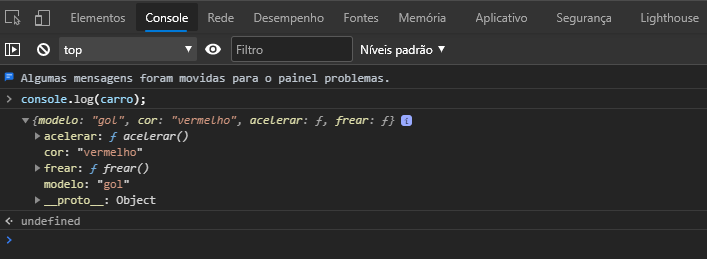 Elementos Console Rede Desempenho Fontes Memória Aplicativo Segurança Lighthouse
top Filtro Níveis padrão
Algumas mensagens foram movidas para o painel problemas.
console.log(carro);
{modelo: "gol", cor: "vermelho", acelerar: ƒ, frear: ƒ} i
acelerar: ƒ acelerar()
cor: "vermelho"
frear: ƒ frear()
modelo: "gol"
__proto__: Object
undefined